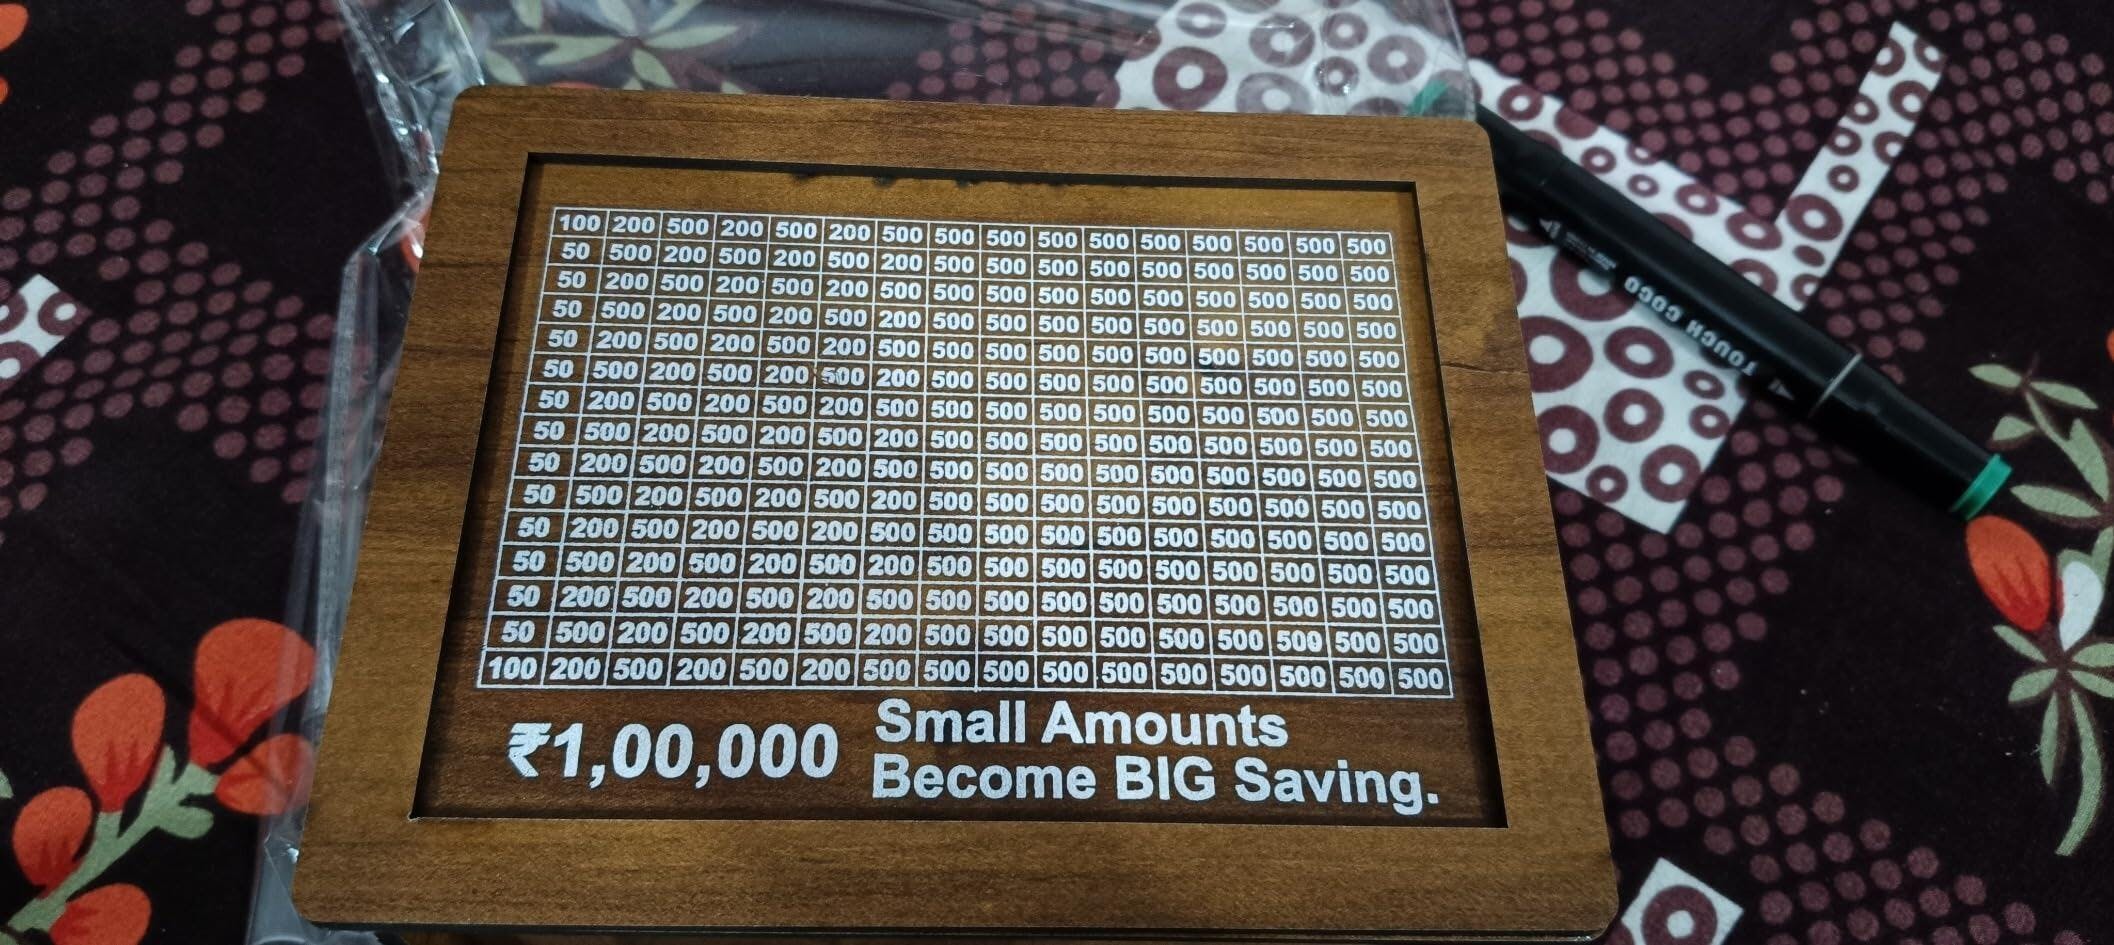 100 200 500 200 500 200 500 500 500 500 500 500 500 500 500 500
50 500 200 500 200 500 200 500 500 500 500 500 500 500 500 500
50 200 500 200 500 200 500 500 500 500 500 500 500 500 500 500
50 500 200 500 200 500 200 500 500 500 500 500 500 500 500 500
50 200 500 200 500 200 500 500 500 500 500 500 500 500 500 500
50 500 200 500 200 500 200 500 500 500 500 500 500 500 500 500
50 200 500 200 500 200 500 500 500 500 500 500 500 500 500 500
50 500 200 500 200 500 200 500 500 500 500 500 500 500 500 500
50 200 500 200 500 200 500 500 500 500 500 500 500 500 500 500
50 500 200 500 200 500 200 500 500 500 500 500 500 500 500 500
50 200 500 200 500 200 500 500 500 500 500 500 500 500 500 500
50 500 200 500 200 500 200 500 500 500 500 500 500 500 500 500
50 200 500 200 500 200 500 500 500 500 500 500 500 500 500 500
50 500 200 500 200 500 200 500 500 500 500 500 500 500 500 500
100 200 500 200 500 200 500 500 500 500 500 500 500 500 500 500
₹1,00,000
Small Amounts
Become BIG Saving.
TOUCH COCO